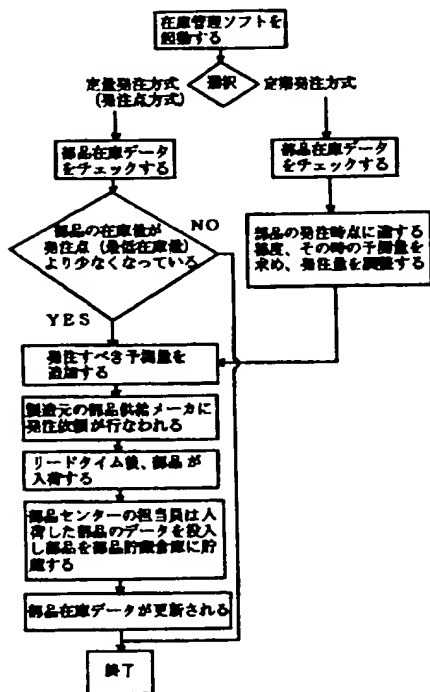 在庫管理ソフトを
起動する
選択
定量発注方式
(発注点方式)
定期発注方式
部品在庫データ
をチェックする
部品在庫データ
をチェックする
部品の在庫量が
発注点(最低在庫量)
より少なくなっている
NO
YES
部品の発注時点に達する
都度、その時の予測量を
求め、発注量を調整する
発注すべき予測量を
追加する
製造元の部品供給メーカに
発注依頼が行なわれる
リードタイム後、部品が
入荷する
部品センターの担当員は入
荷した部品のデータを投入
し部品を部品貯蔵倉庫に貯
蔵する
部品在庫データが更新される
終了